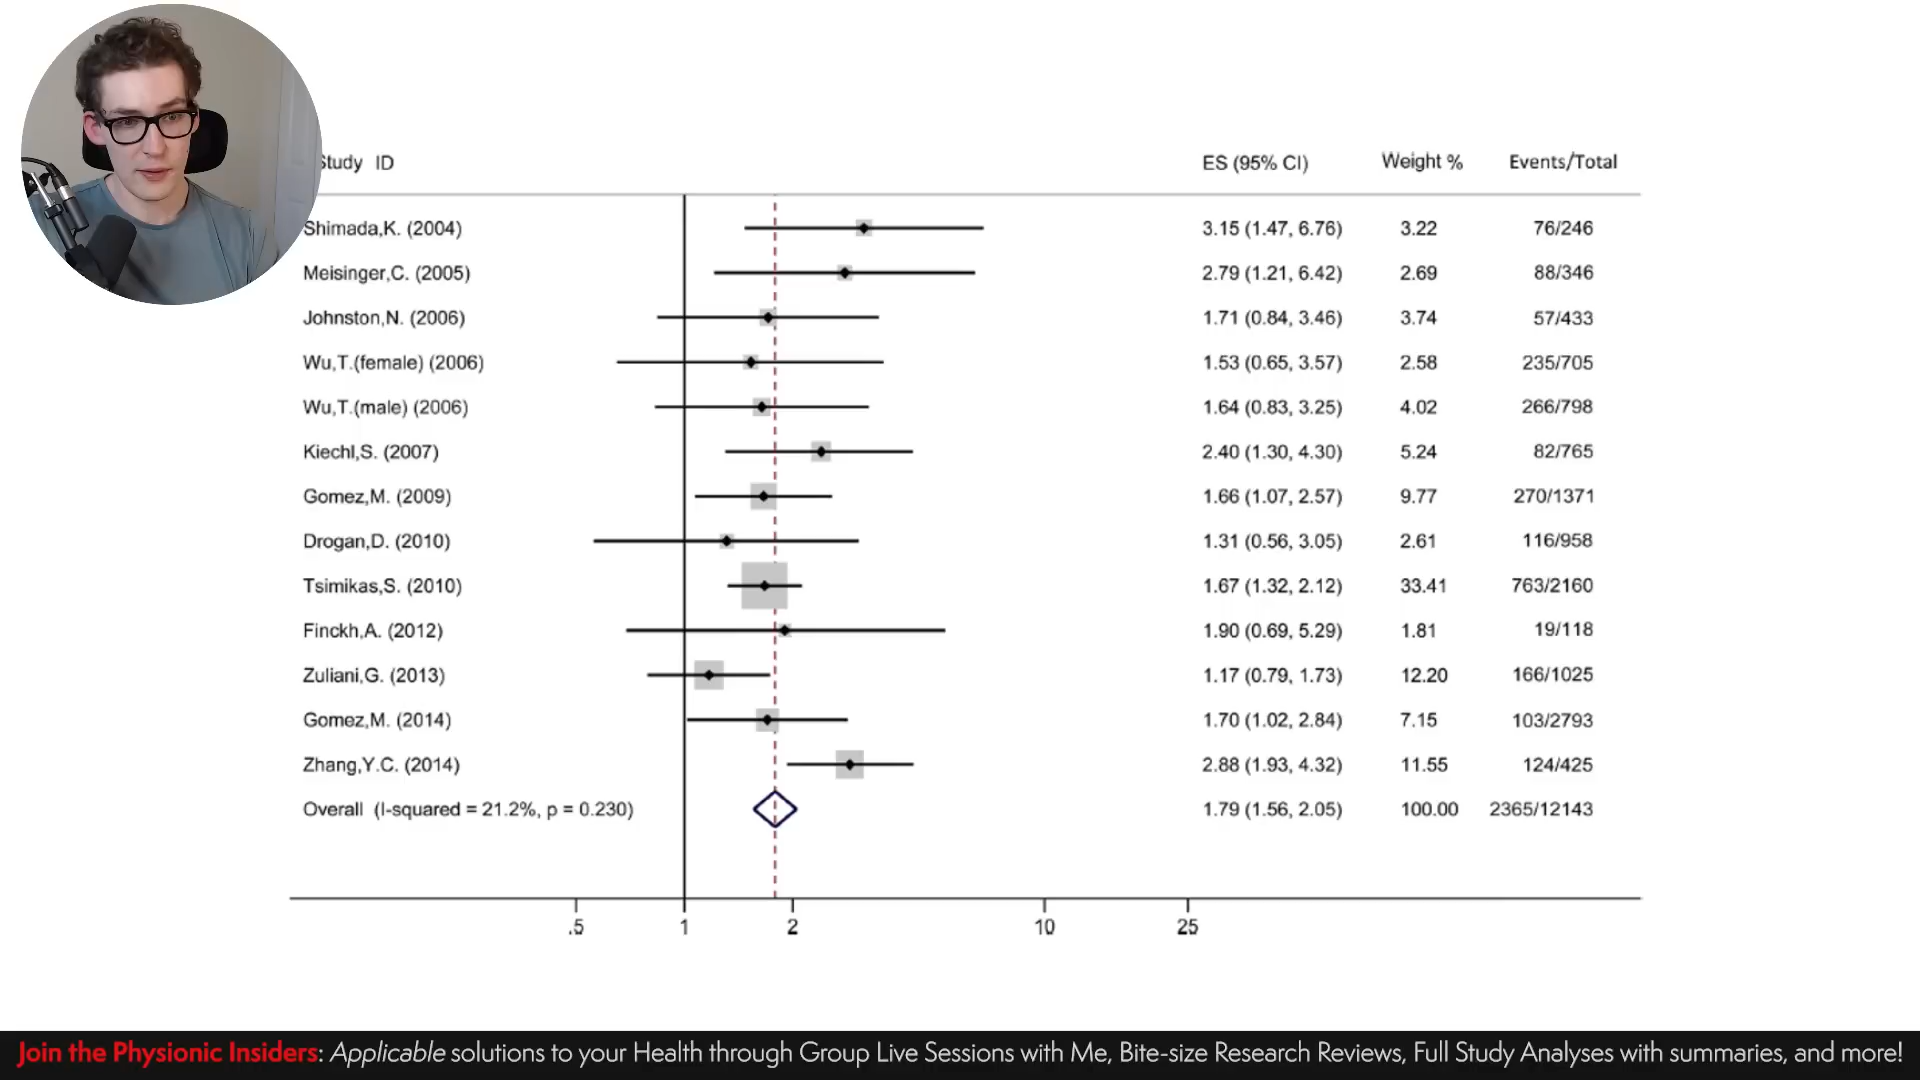 Study ID ES (95% CI) Weight % Events/Total
Shimada,K. (2004) 3.15 (1.47, 6.76) 3.22 76/246
Meisinger,C. (2005) 2.79 (1.21, 6.42) 2.69 88/346
Johnston,N. (2006) 1.71 (0.84, 3.46) 3.74 57/433
Wu,T.(female) (2006) 1.53 (0.65, 3.57) 2.58 235/705
Wu,T.(male) (2006) 1.64 (0.83, 3.25) 4.02 266/798
Kiechl,S. (2007) 2.40 (1.30, 4.30) 5.24 82/765
Gomez,M. (2009) 1.66 (1.07, 2.57) 9.77 270/1371
Drogan,D. (2010) 1.31 (0.56, 3.05) 2.61 116/958
Tsimikas,S. (2010) 1.67 (1.32, 2.12) 33.41 763/2160
Finckh,A. (2012) 1.90 (0.69, 5.29) 1.81 19/118
Zuliani,G. (2013) 1.17 (0.79, 1.73) 12.20 166/1025
Gomez,M. (2014) 1.70 (1.02, 2.84) 7.15 103/2793
Zhang,Y.C. (2014) 2.88 (1.93, 4.32) 11.55 124/425
Overall (I-squared = 21.2%, p = 0.230) 1.79 (1.56, 2.05) 100.00 2365/12143
.5 1 2 10 25
Join the Physionic Insiders: Applicable solutions to your Health through Group Live Sessions with Me, Bite-size Research Reviews, Full Study Analyses with summaries, and more!